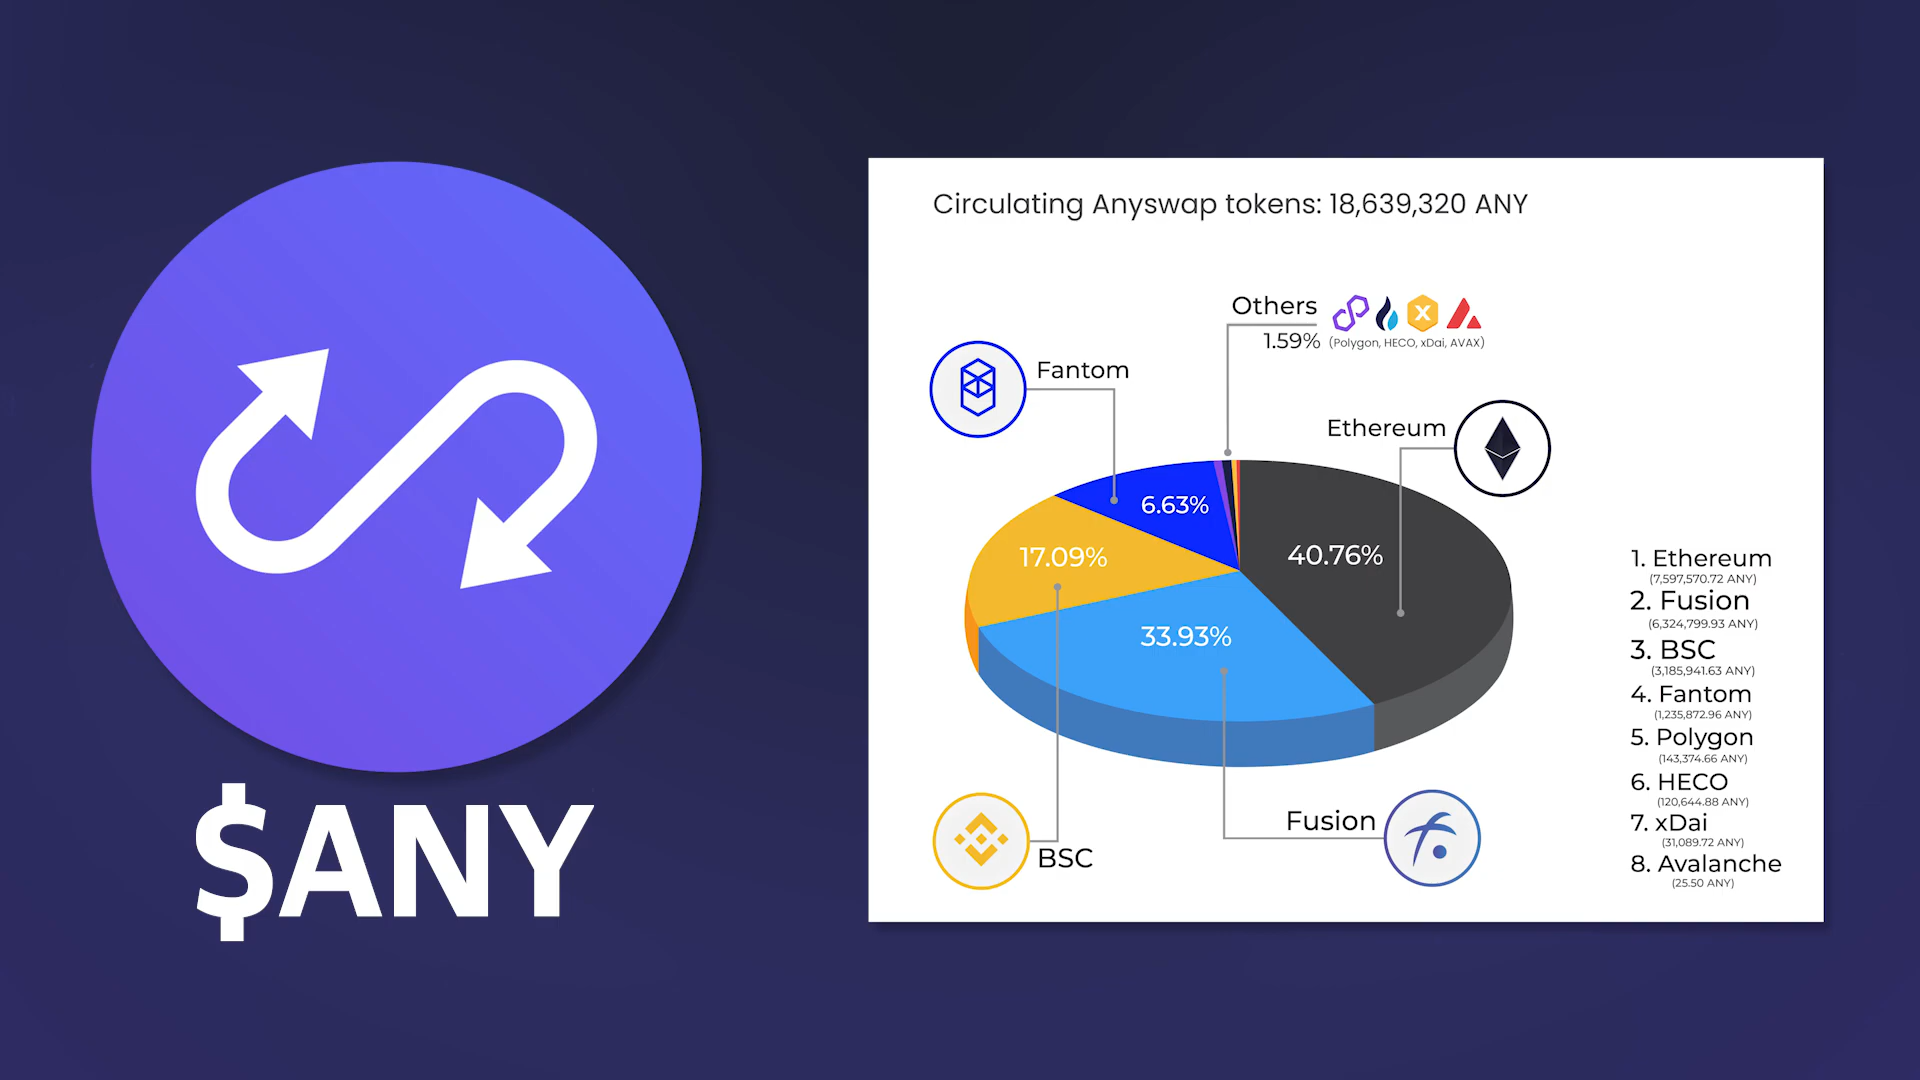 $ANY
Circulating Anyswap tokens: 18,639,320 ANY
Others
1.59%
(Polygon, HECO, xDai, AVAX)
Fantom
Ethereum
6.63%
17.09%
40.76%
33.93%
Fusion
BSC
1. Ethereum
(7,597,570.72 ANY)
2. Fusion
(6,324,799.93 ANY)
3. BSC
(3,185,941.63 ANY)
4. Fantom
(1,235,872.96 ANY)
5. Polygon
(143,374.66 ANY)
6. HECO
(120,644.88 ANY)
7. xDai
(31,089.72 ANY)
8. Avalanche
(25.50 ANY)